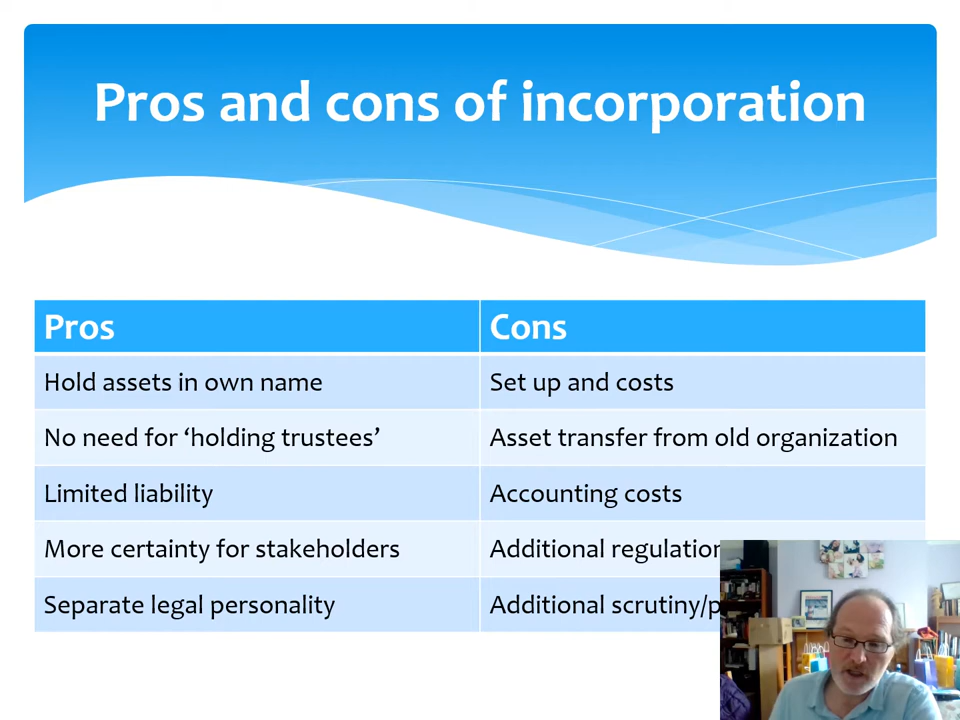 Pros and cons of incorporation
Pros Cons
Hold assets in own name Set up and costs
No need for ‘holding trustees’ Asset transfer from old organization
Limited liability Accounting costs
More certainty for stakeholders Additional regulation
Separate legal personality Additional scrutiny/